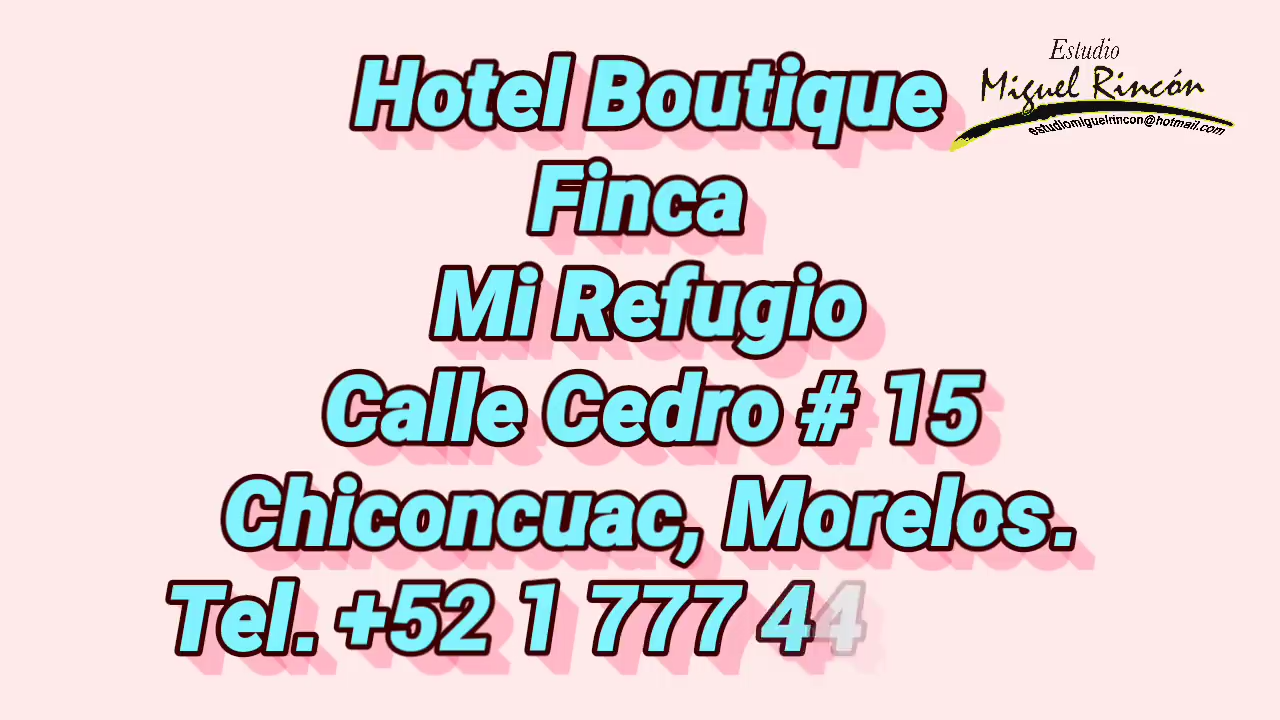 Hotel Boutique
Finca
Mi Refugio
Calle Cedro # 15
Chiconcuac, Morelos.
Tel. +52 1 777 44
Estudio
Miguel Rincón
estudiomiguelrincon@hotmail.com